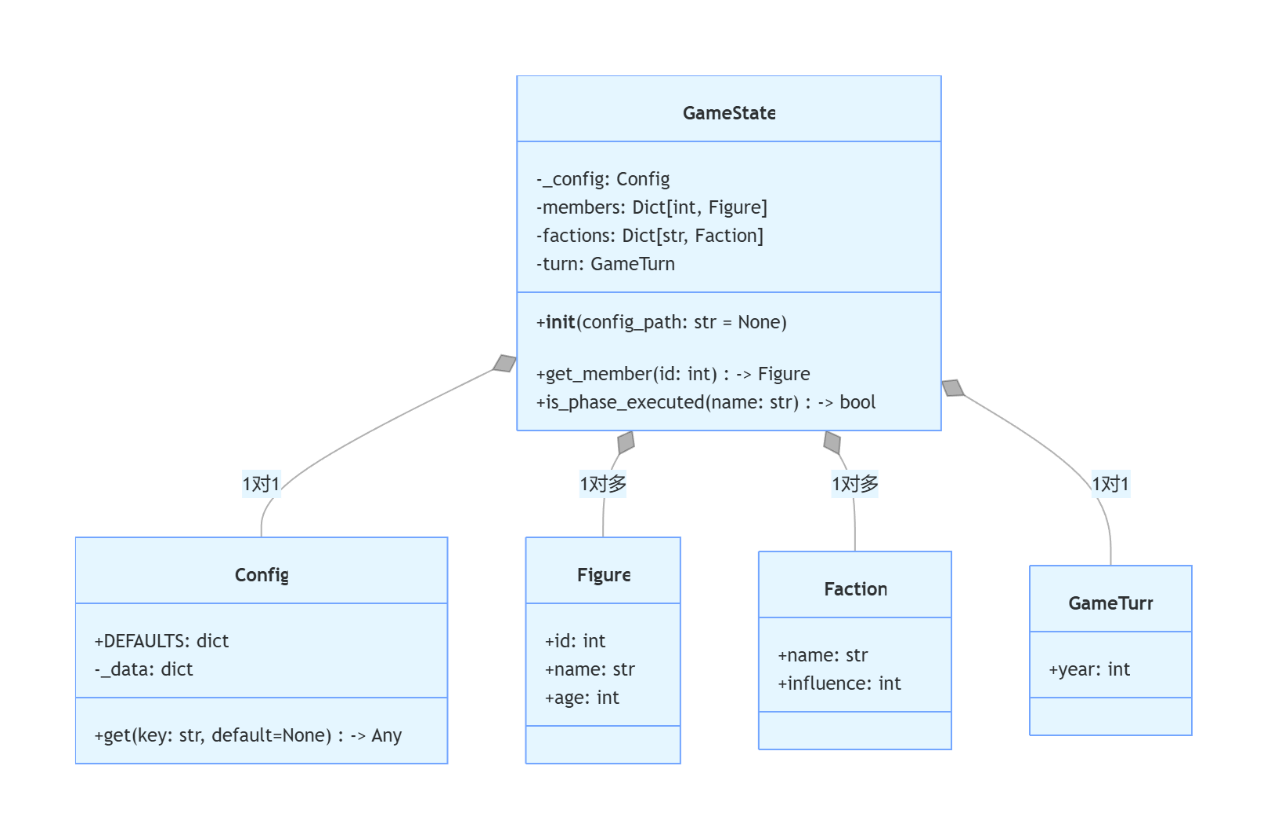 GameState
-_config: Config
-members: Dict[int, Figure]
-factions: Dict[str, Faction]
-turn: GameTurn
+init(config_path: str = None)
+get_member(id: int) : -> Figure
+is_phase_executed(name: str) : -> bool
1对1
1对多
1对多
1对1
Config
+DEFAULTS: dict
-_data: dict
+get(key: str, default=None) : -> Any
Figure
+id: int
+name: str
+age: int
Faction
+name: str
+influence: int
GameTurn
+year: int